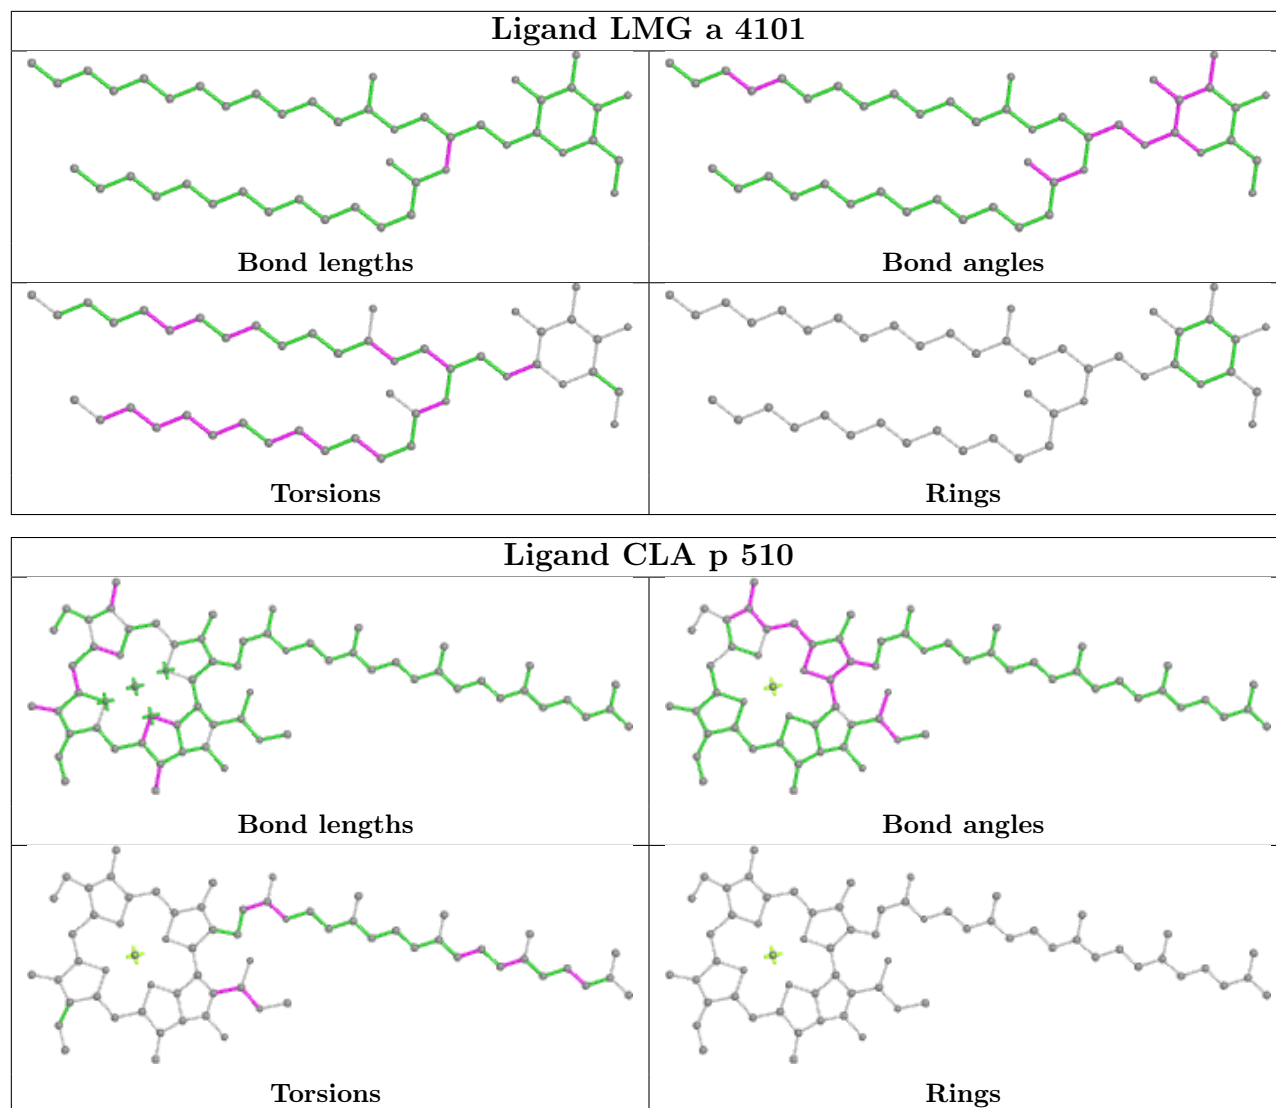 Ligand LMG a 4101
Bond lengths
Bond angles
Torsions
Rings
Ligand CLA p 510
Bond lengths
Bond angles
Torsions
Rings